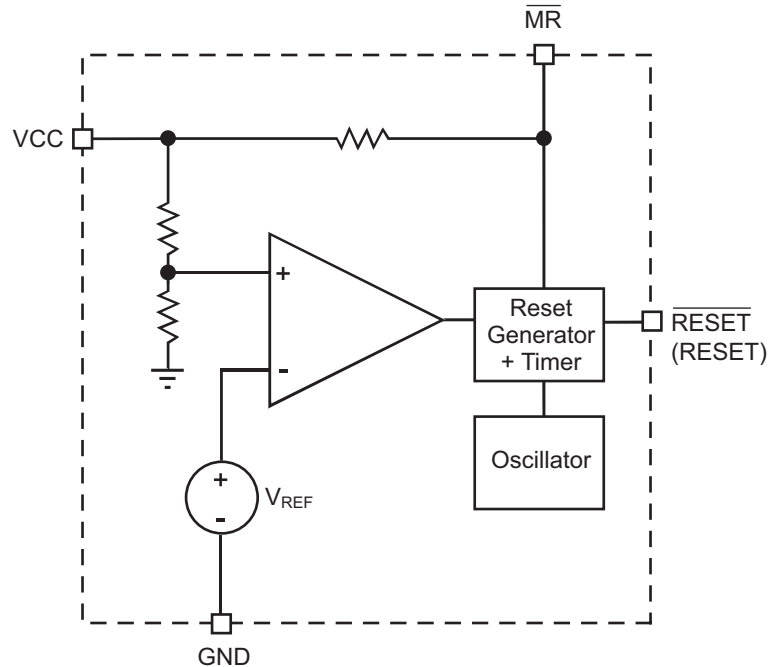 MR
VCC
+
-
Reset
Generator
+ Timer
RESET
(RESET)
Oscillator
+
-
VREF
GND